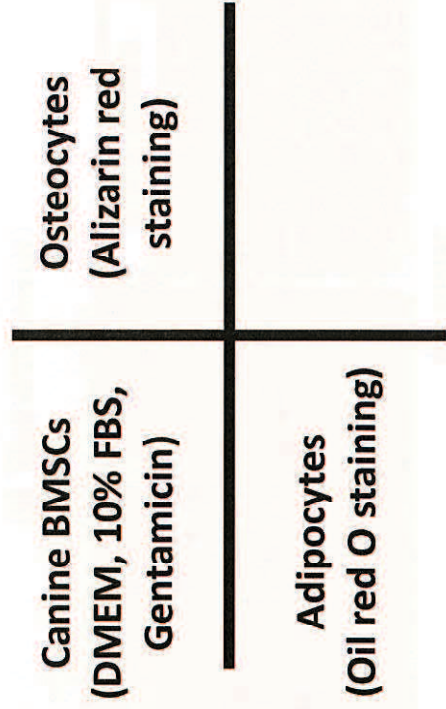 Canine BMSCs
(DMEM, 10% FBS,
Gentamicin)
Osteocytes
(Alizarin red
staining)
Adipocytes
(Oil red O staining)